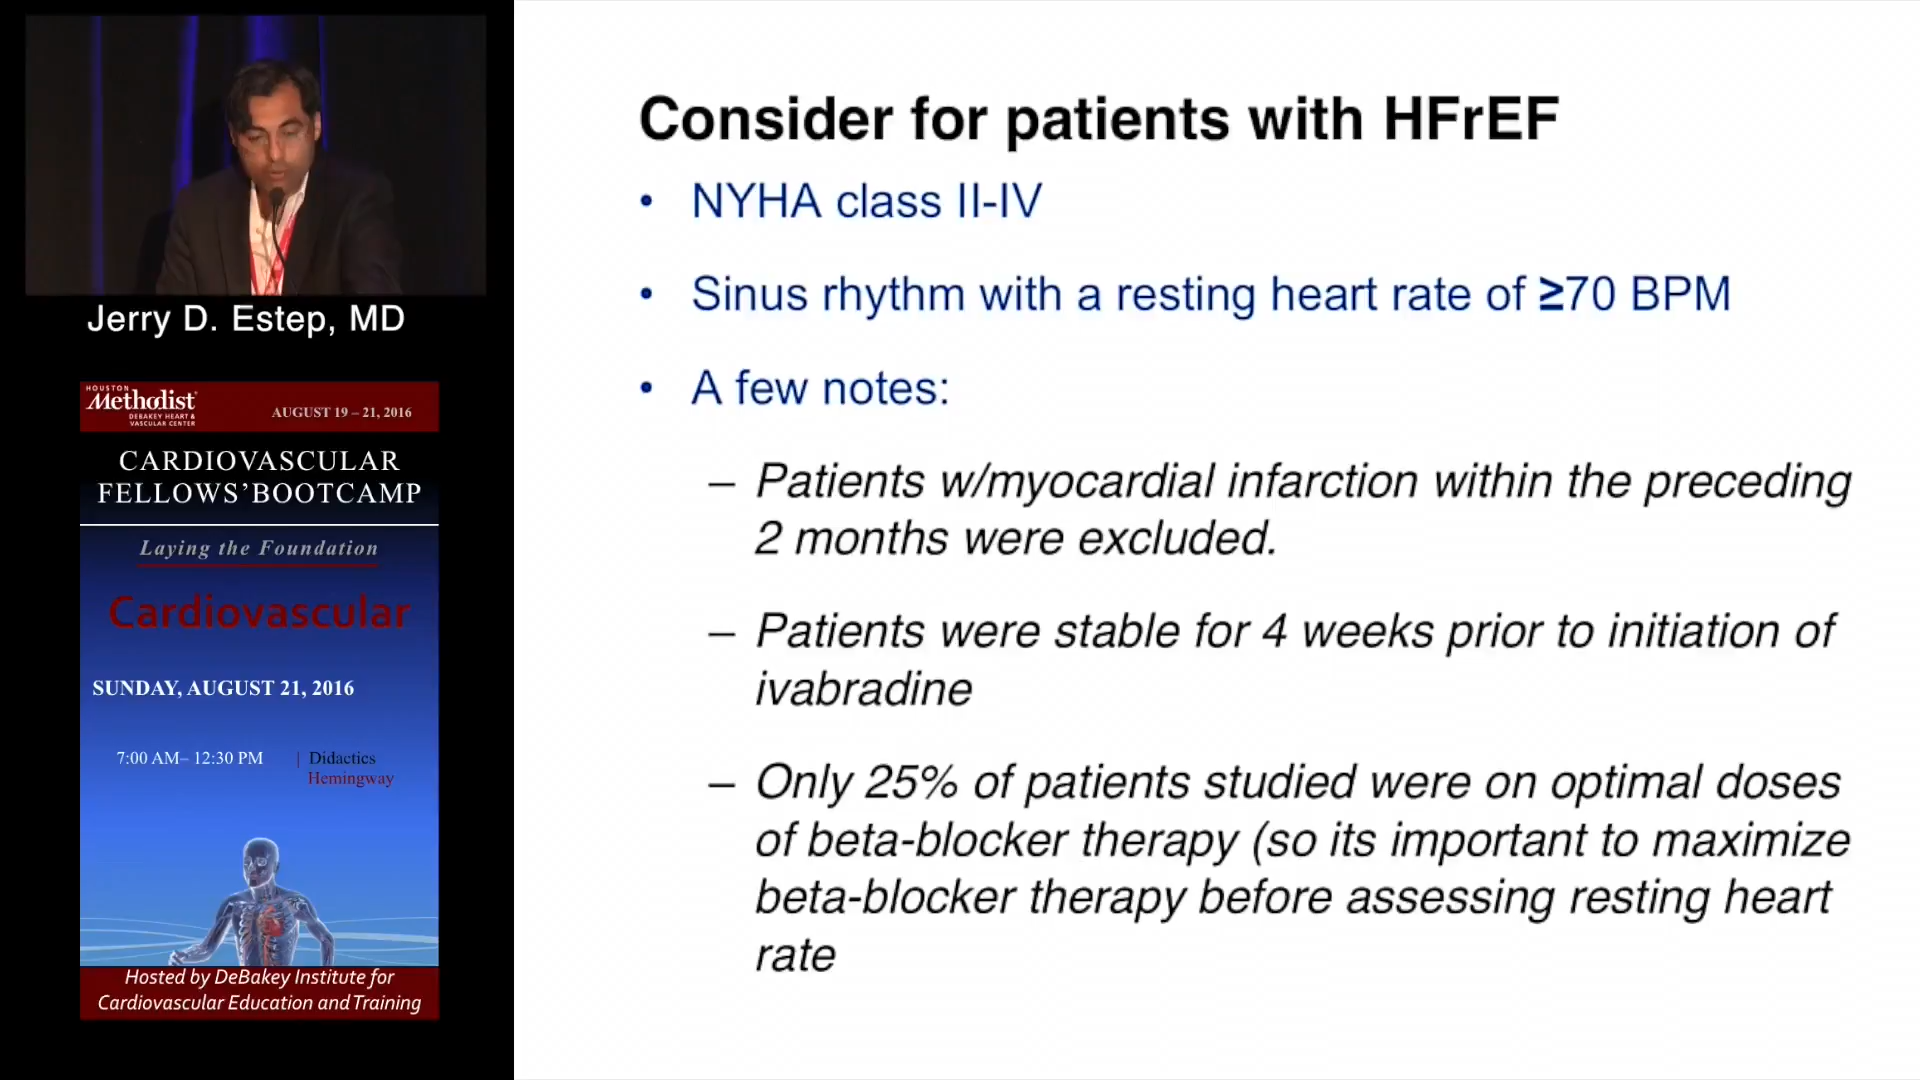 Jerry D. Estep, MD
HOUSTON
Methodist
DEBAKEY HEART &
VASCULAR CENTER
AUGUST 19 – 21, 2016
CARDIOVASCULAR
FELLOWS’BOOTCAMP
Laying the Foundation
Cardiovascular
SUNDAY, AUGUST 21, 2016
7:00 AM– 12:30 PM | Didactics
Hemingway
Hosted by DeBakey Institute for
Cardiovascular Education and Training
Consider for patients with HFrEF
• NYHA class II-IV
• Sinus rhythm with a resting heart rate of ≥70 BPM
• A few notes:
– Patients w/myocardial infarction within the preceding
2 months were excluded.
– Patients were stable for 4 weeks prior to initiation of
ivabradine
– Only 25% of patients studied were on optimal doses
of beta-blocker therapy (so its important to maximize
beta-blocker therapy before assessing resting heart
rate